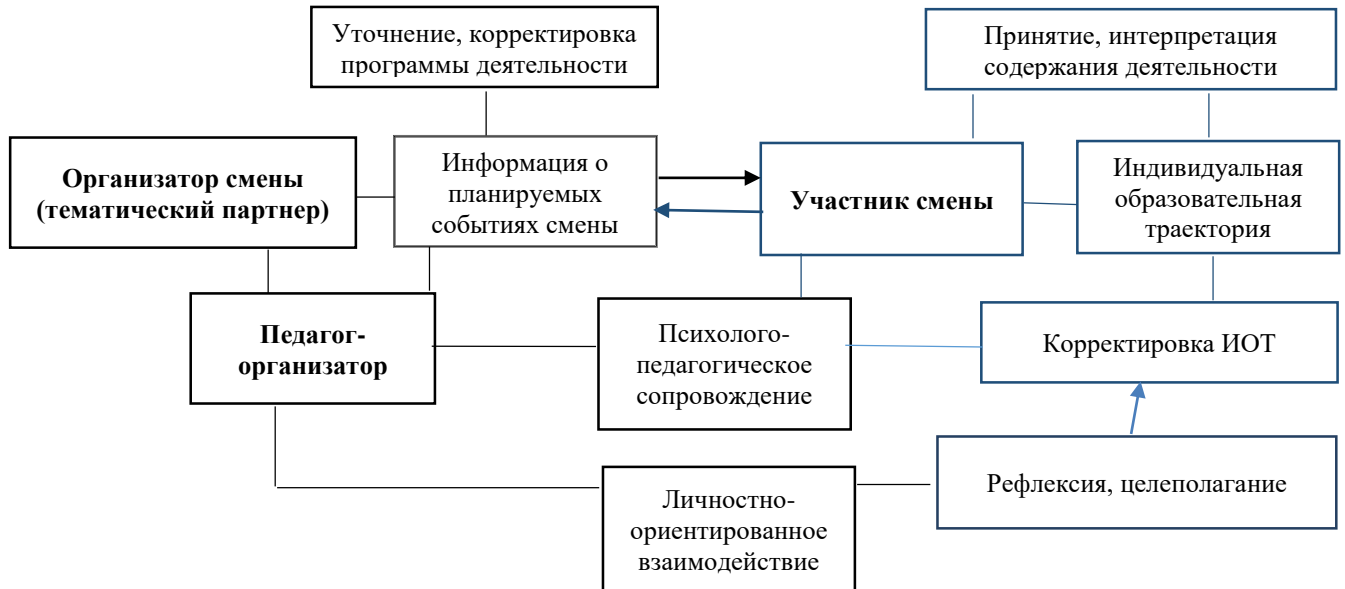 Уточнение, корректировка
программы деятельности
Принятие, интерпретация
содержания деятельности
Организатор смены
(тематический партнер)
Информация о
планируемых
событиях смены
Участник смены
Индивидуальная
образовательная
траектория
Педагог-
организатор
Психолого-
педагогическое
сопровождение
Корректировка ИОТ
Личностно-
ориентированное
взаимодействие
Рефлексия, целеполагание